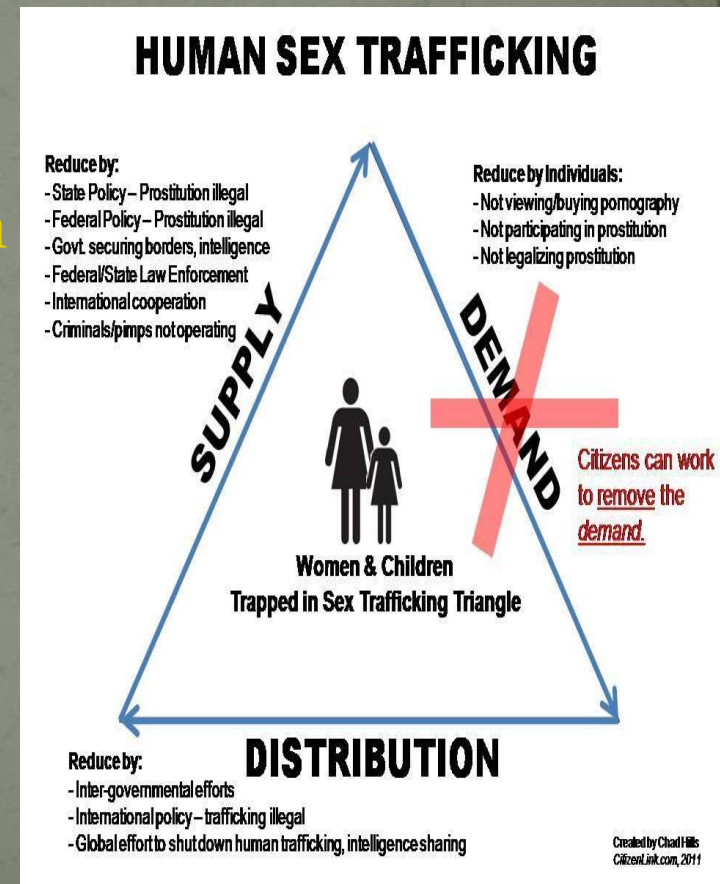 HUMAN SEX TRAFFICKING
Reduce by:
- State Policy – Prostitution illegal
- Federal Policy – Prostitution illegal
- Govt. securing borders, intelligence
- Federal/State Law Enforcement
- International cooperation
- Criminals/pimps not operating
Reduce by Individuals:
- Not viewing/buying pornography
- Not participating in prostitution
- Not legalizing prostitution
SUPPLY
DEMAND
Citizens can work
to remove the
demand.
Women & Children
Trapped in Sex Trafficking Triangle
DISTRIBUTION
Reduce by:
- Inter-governmental efforts
- International policy – trafficking illegal
- Global effort to shut down human trafficking, intelligence sharing
Created by Chad Hills
CitizenLink.com, 2011